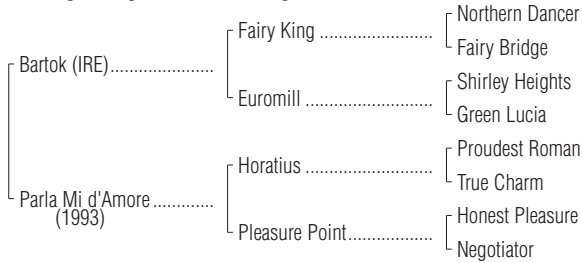 Northern Dancer
Fairy King ....................
Fairy Bridge
Bartok (IRE)....................
Shirley Heights
Euromill ........................
Green Lucia
Proudest Roman
Horatius .......................
True Charm
Parla Mi d'Amore............
(1993)
Honest Pleasure
Pleasure Point................
Negotiator